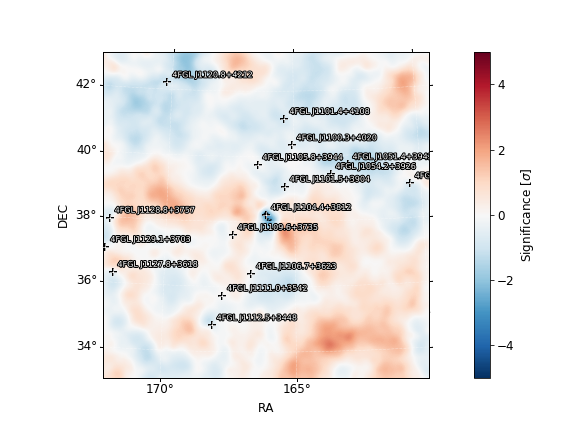 4FGL J1120.8+4212
4FGL J1101.4+4108
4FGL J1100.3+4020
4FGL J1105.8+3944
4FGL J1051.4+394
4FGL J1054.2+3926
4FG
4FGL J1101.5+3904
4FGL J1104.4+3812
4FGL J1128.8+3757
4FGL J1109.6+3735
4FGL J1129.1+3703
4FGL J1127.8+3618
4FGL J1106.7+3623
4FGL J1111.0+3542
4FGL J1112.5+3448
42°
40°
38°
36°
34°
DEC
170°
165°
RA
4
2
0
−2
−4
Significance [σ]